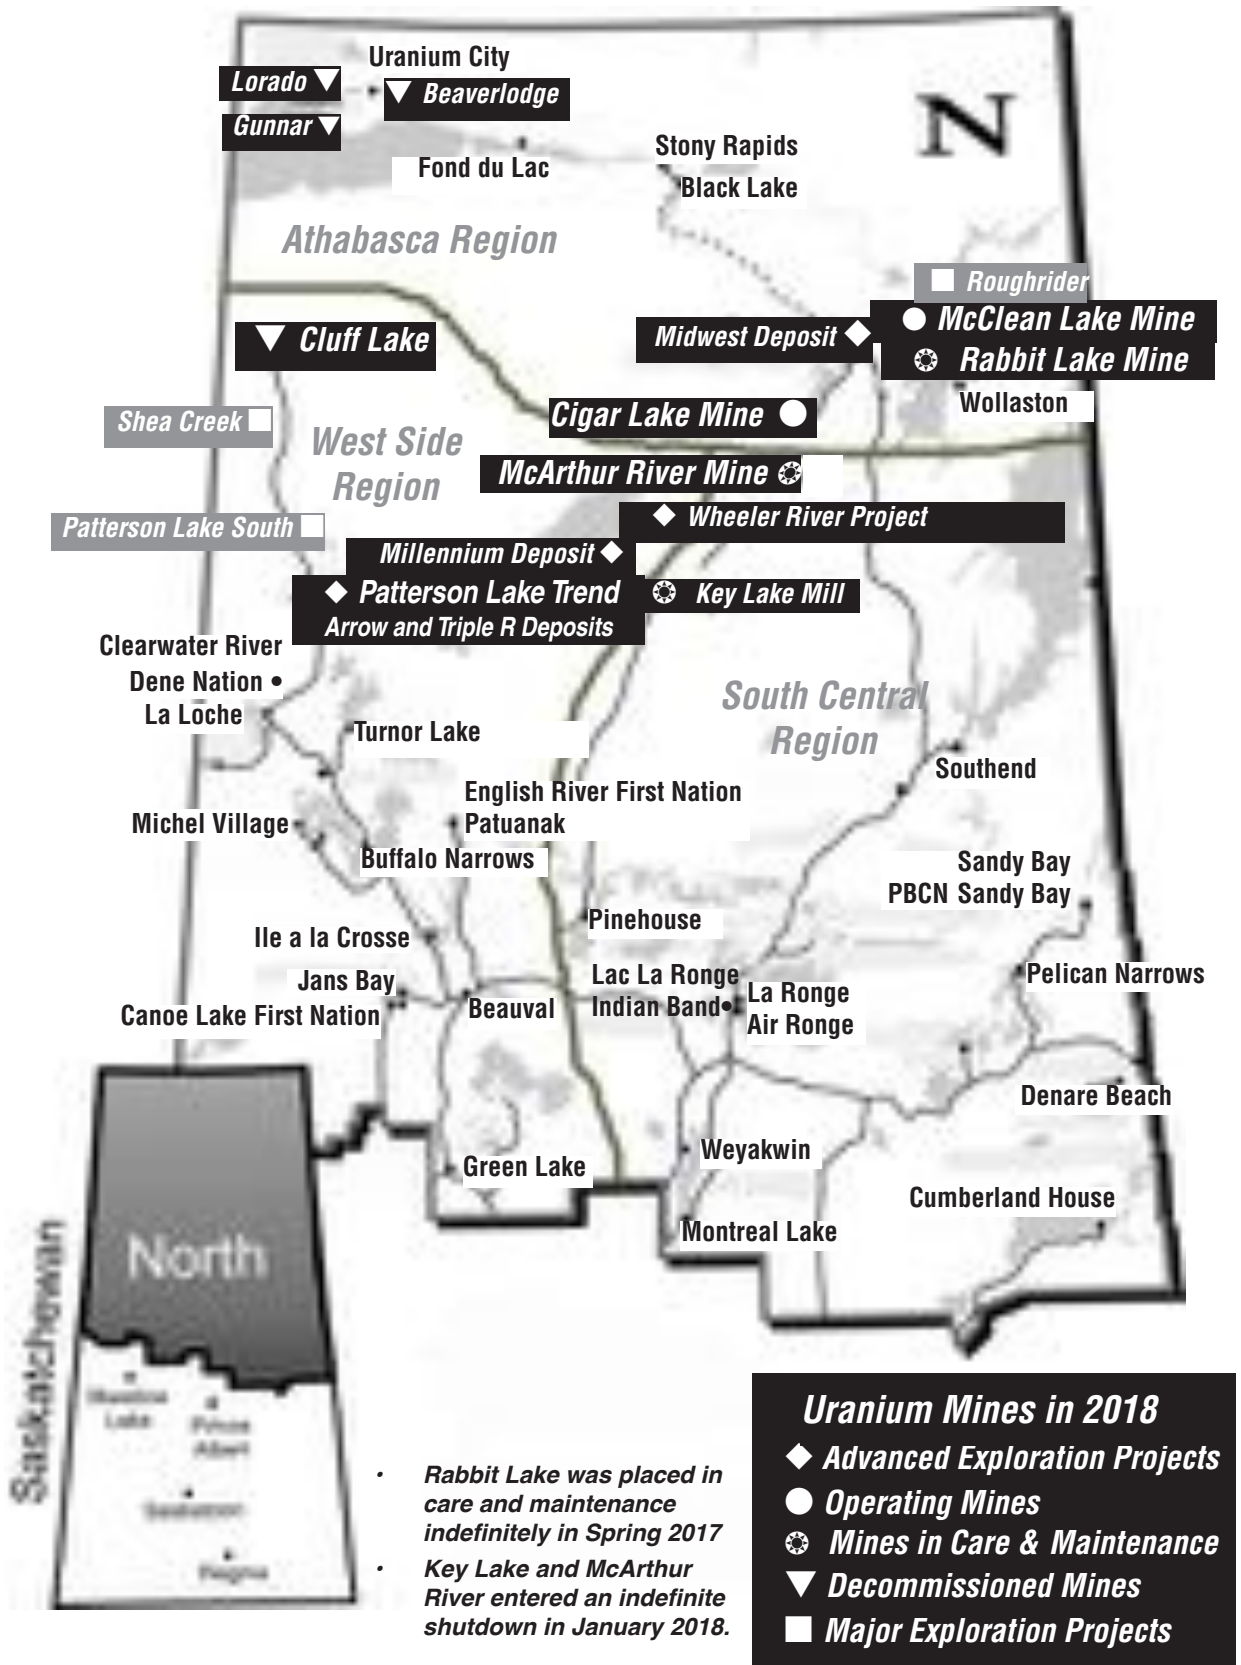 Uranium City
Lorado
Beaverlodge
Gunnar
N
Fond du Lac
Stony Rapids
Black Lake
Athabasca Region
Roughrider
McClean Lake Mine
Midwest Deposit
Cluff Lake
Rabbit Lake Mine
Wollaston
Cigar Lake Mine
Shea Creek
West Side
Region
McArthur River Mine
Wheeler River Project
Patterson Lake South
Millennium Deposit
Patterson Lake Trend
Arrow and Triple R Deposits
Key Lake Mill
Clearwater River
Dene Nation •
La Loche
South Central
Region
Turnor Lake
Southend
English River First Nation
Patuanak
Michel Village
Buffalo Narrows
Sandy Bay
PBCN Sandy Bay
Pinehouse
Ile a la Crosse
Lac La Ronge
Indian Band•
Pelican Narrows
Jans Bay
La Ronge
Air Ronge
Canoe Lake First Nation
Beauval
Denare Beach
Weyakwin
Green Lake
Cumberland House
Montreal Lake
North
Saskatchewan
Meadow
Lake
Prince
Albert
Saskatoon
Regina
• Rabbit Lake was placed in
care and maintenance
indefinitely in Spring 2017
• Key Lake and McArthur
River entered an indefinite
shutdown in January 2018.
Uranium Mines in 2018
Advanced Exploration Projects
Operating Mines
Mines in Care & Maintenance
Decommissioned Mines
Major Exploration Projects